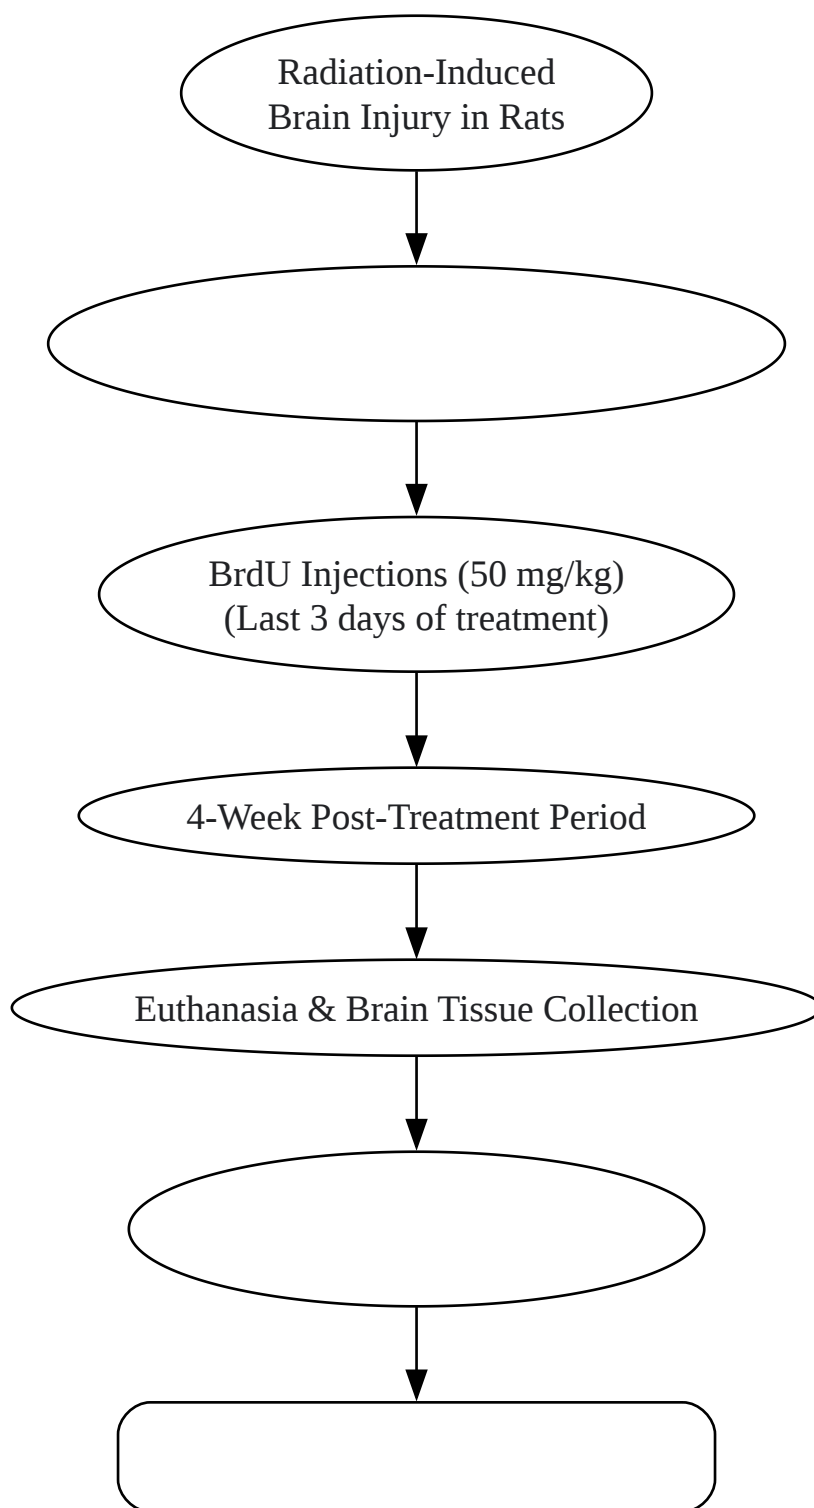 Radiation-Induced
Brain Injury in Rats
BrdU Injections (50 mg/kg)
(Last 3 days of treatment)
4-Week Post-Treatment Period
Euthanasia & Brain Tissue Collection